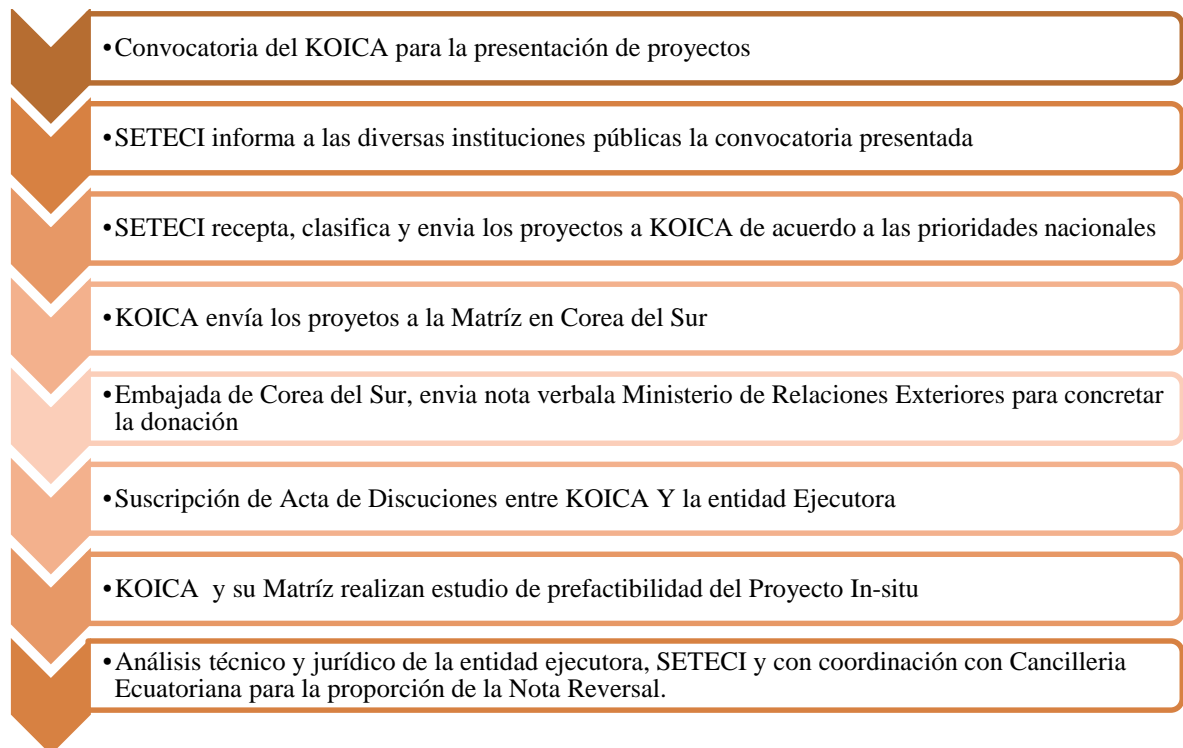 •Convocatoria del KOICA para la presentación de proyectos
•SETECI informa a las diversas instituciones públicas la convocatoria presentada
•SETECI recepta, clasifica y envia los proyectos a KOICA de acuerdo a las prioridades nacionales
•KOICA envía los proyetos a la Matríz en Corea del Sur
•Embajada de Corea del Sur, envia nota verbala Ministerio de Relaciones Exteriores para concretar
la donación
•Suscripción de Acta de Discuciones entre KOICA Y la entidad Ejecutora
•KOICA y su Matríz realizan estudio de prefactibilidad del Proyecto In-situ
•Análisis técnico y jurídico de la entidad ejecutora, SETECI y con coordinación con Cancilleria
Ecuatoriana para la proporción de la Nota Reversal.